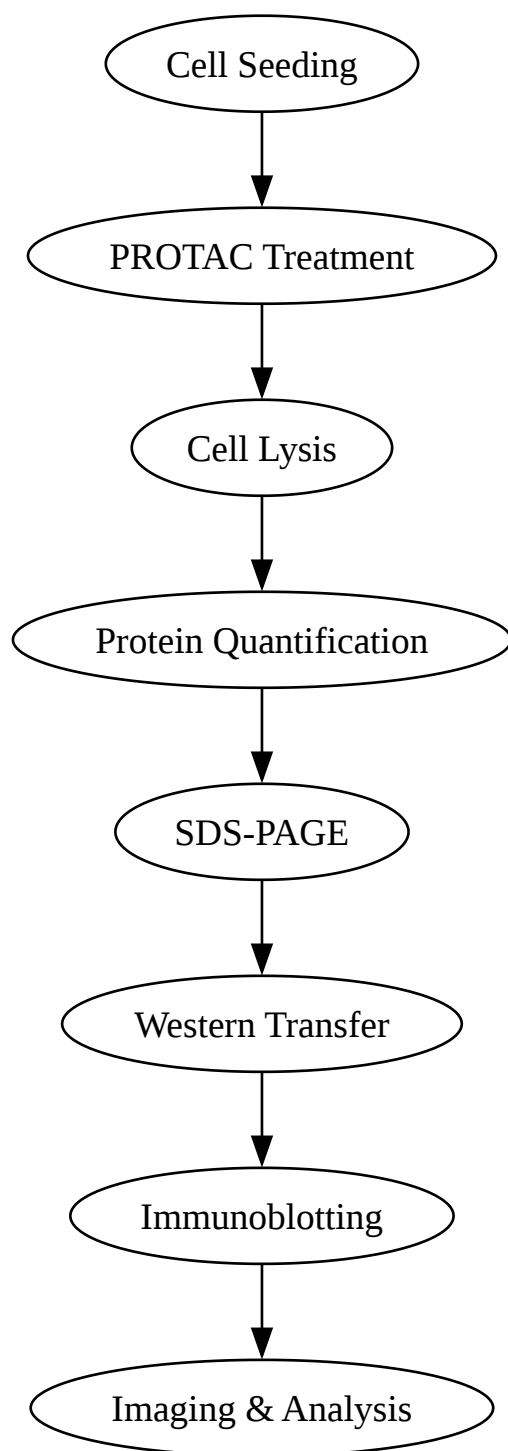 Cell Seeding
PROTAC Treatment
Cell Lysis
Protein Quantification
SDS-PAGE
Western Transfer
Immunoblotting
Imaging & Analysis